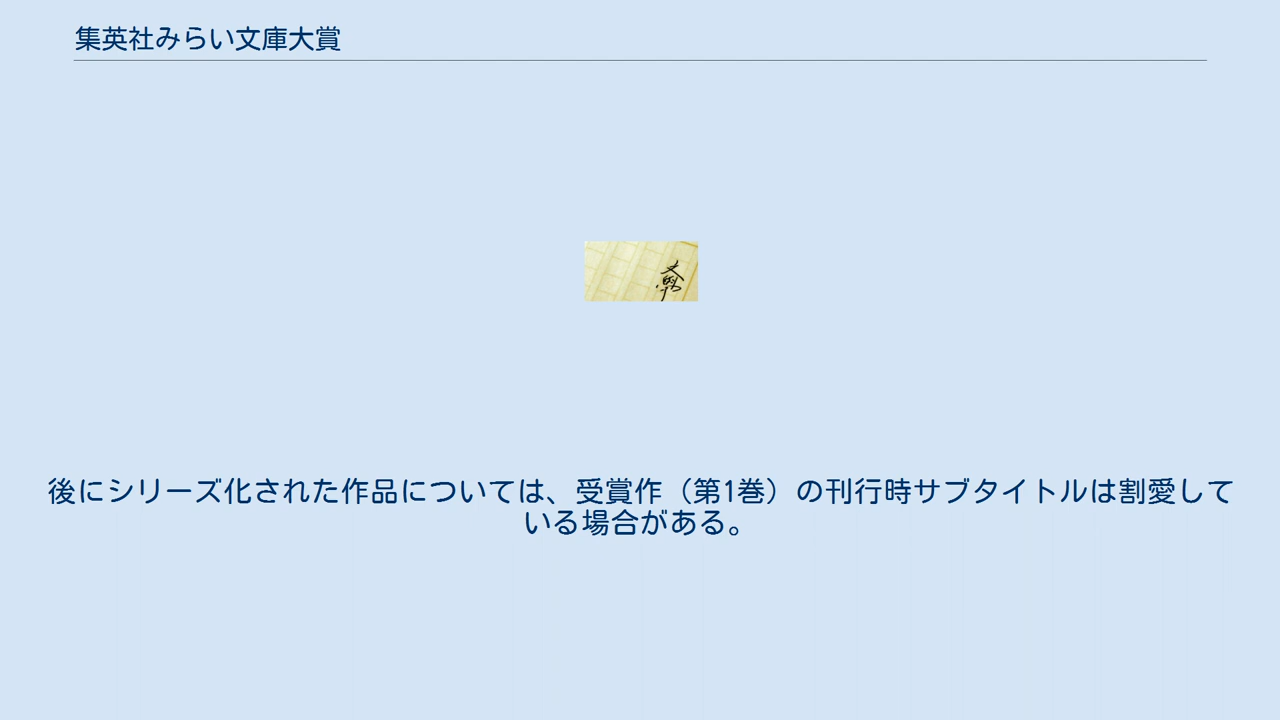 集英社みらい文庫大賞
後にシリーズ化された作品については、受賞作（第1巻）の刊行時サブタイトルは割愛して
いる場合がある。